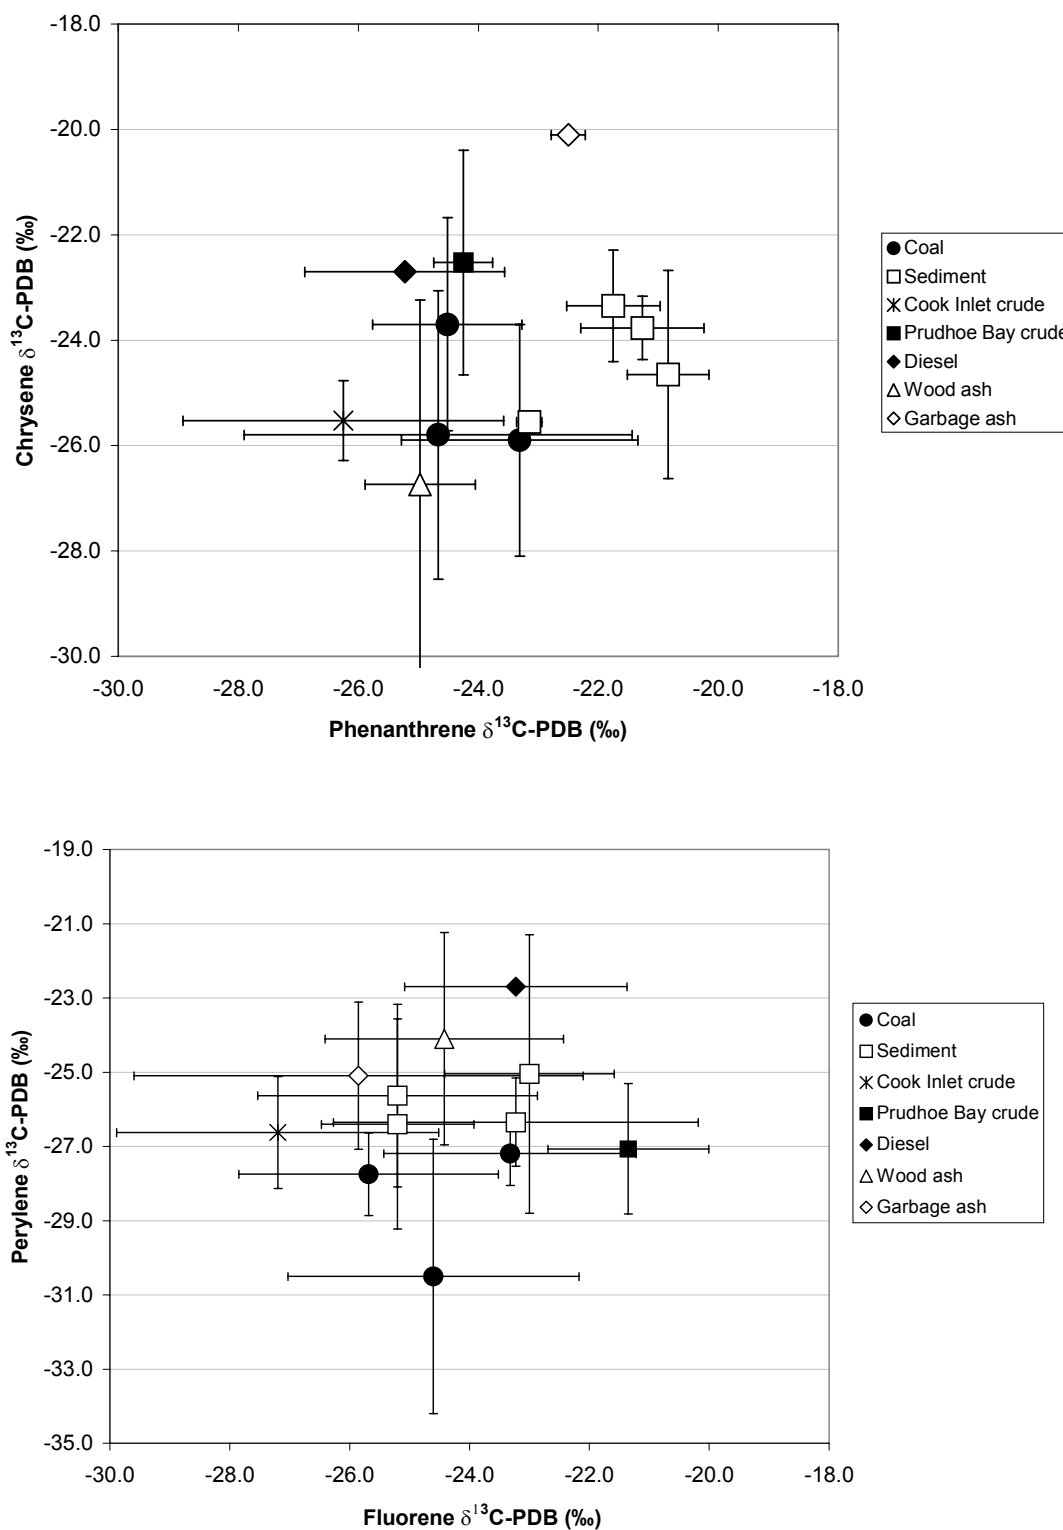 -18.0
-20.0
-22.0
-24.0
-26.0
-28.0
-30.0
Chrysene δ¹³C-PDB (‰)
-30.0 -28.0 -26.0 -24.0 -22.0 -20.0 -18.0
Phenanthrene δ¹³C-PDB (‰)
Coal
Sediment
Cook Inlet crude
Prudhoe Bay crude
Diesel
Wood ash
Garbage ash
-19.0
-21.0
-23.0
-25.0
-27.0
-29.0
-31.0
-33.0
-35.0
Perylene δ¹³C-PDB (‰)
-30.0 -28.0 -26.0 -24.0 -22.0 -20.0 -18.0
Fluorene δ¹³C-PDB (‰)
Coal
Sediment
Cook Inlet crude
Prudhoe Bay crude
Diesel
Wood ash
Garbage ash